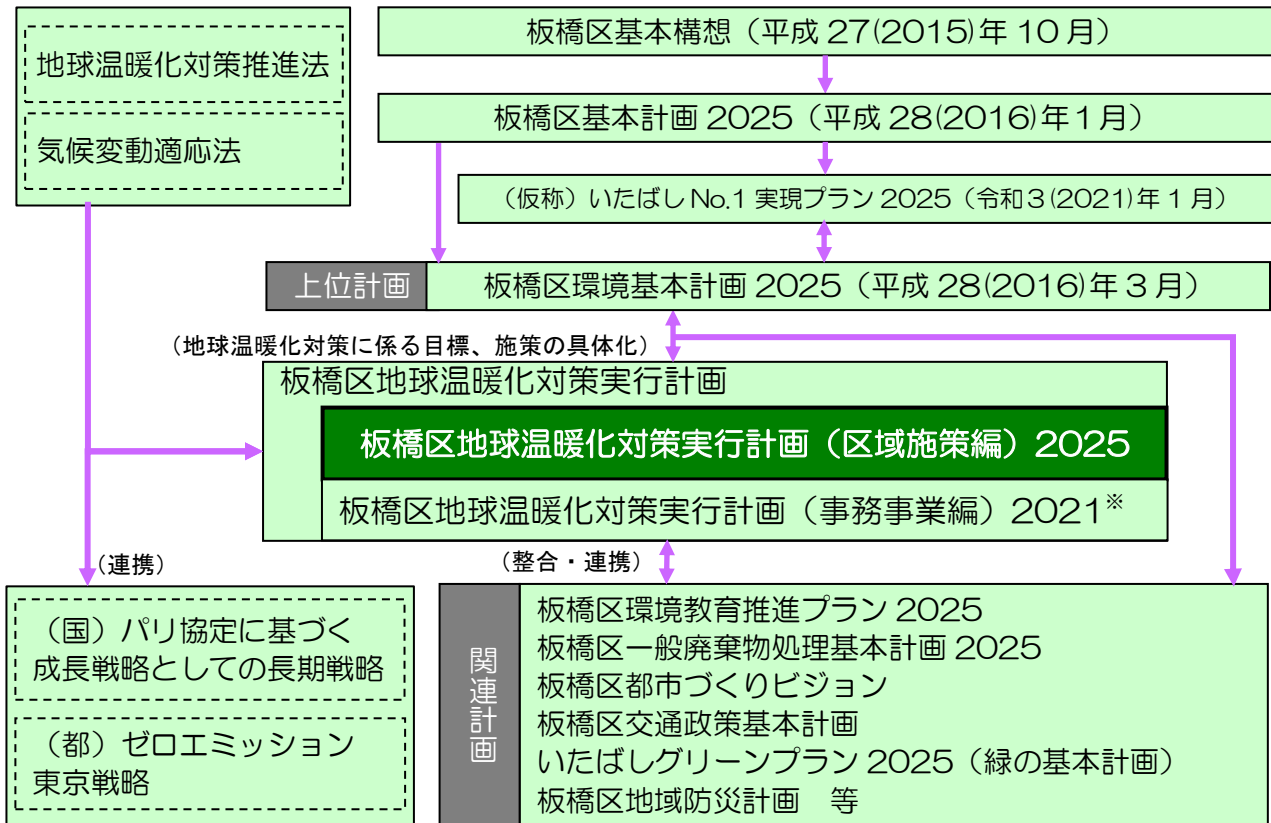 地球温暖化対策推進法
気候変動適応法
板橋区基本構想（平成 27(2015)年 10 月）
板橋区基本計画 2025（平成 28(2016)年１月）
（仮称）いたばし No.1 実現プラン 2025（令和３(2021)年 1 月）
上位計画
板橋区環境基本計画 2025（平成 28(2016)年 3 月）
（地球温暖化対策に係る目標、施策の具体化）
板橋区地球温暖化対策実行計画
板橋区地球温暖化対策実行計画（区域施策編）2025
板橋区地球温暖化対策実行計画（事務事業編）2021※
（連携）
（整合・連携）
（国）パリ協定に基づく
成長戦略としての長期戦略
（都）ゼロエミッション
東京戦略
関連計画
板橋区環境教育推進プラン 2025
板橋区一般廃棄物処理基本計画 2025
板橋区都市づくりビジョン
板橋区交通政策基本計画
いたばしグリーンプラン 2025（緑の基本計画）
板橋区地域防災計画　等